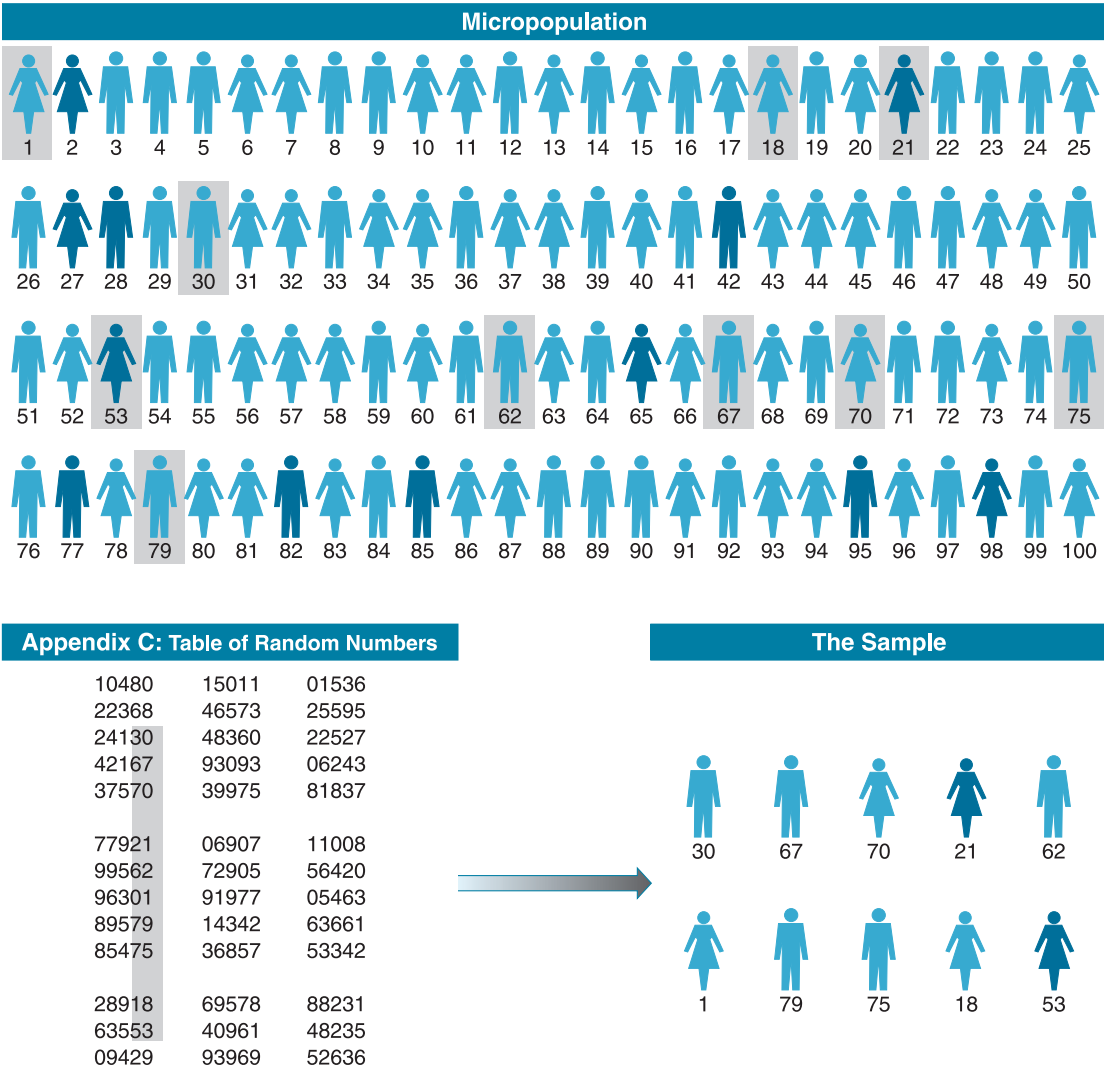 Micropopulation
1 2 3 4 5 6 7 8 9 10 11 12 13 14 15 16 17 18 19 20 21 22 23 24 25
26 27 28 29 30 31 32 33 34 35 36 37 38 39 40 41 42 43 44 45 46 47 48 49 50
51 52 53 54 55 56 57 58 59 60 61 62 63 64 65 66 67 68 69 70 71 72 73 74 75
76 77 78 79 80 81 82 83 84 85 86 87 88 89 90 91 92 93 94 95 96 97 98 99 100
Appendix C: Table of Random Numbers
10480 15011 01536
22368 46573 25595
24130 48360 22527
42167 93093 06243
37570 39975 81837
77921 06907 11008
99562 72905 56420
96301 91977 05463
89579 14342 63661
85475 36857 53342
28918 69578 88231
63553 40961 48235
09429 93969 52636
The Sample
30 67 70 21 62
1 79 75 18 53